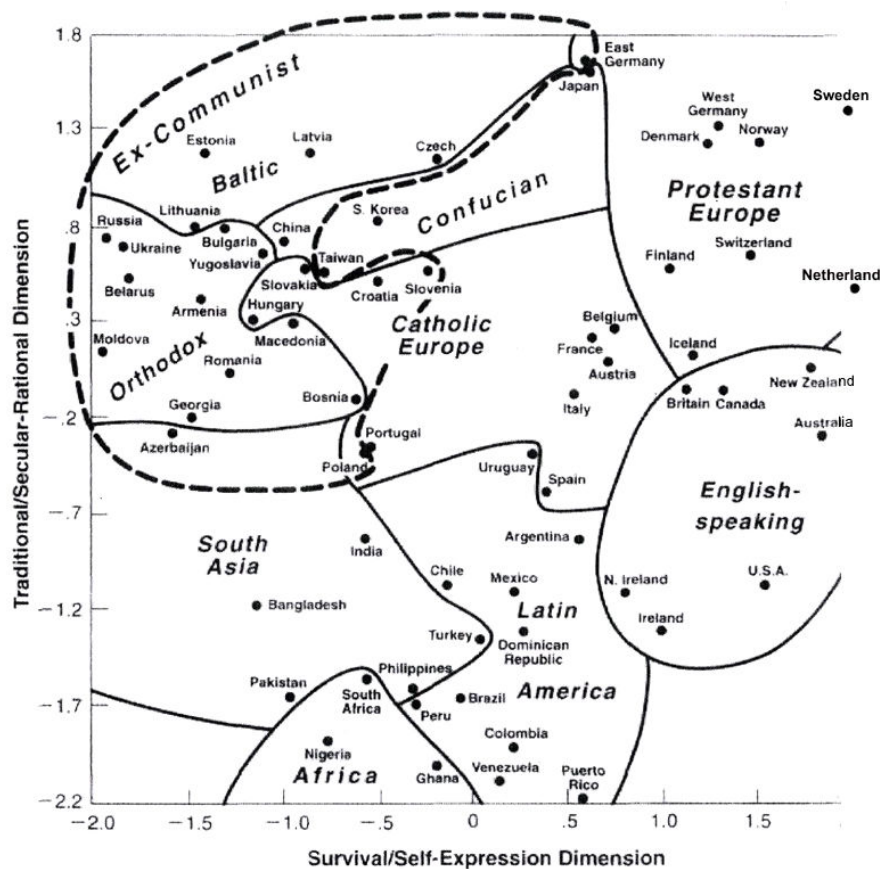 1.8
1.3
.8
.3
−.2
−.7
−1.2
−1.7
−2.2
Traditional/Secular-Rational Dimension
Ex-Communist
East
Germany
Japan
West
Germany
Sweden
Denmark
Norway
Estonia
Latvia
Czech
Baltic
Confucian
Protestant
Europe
Lithuania
S. Korea
Russia
Bulgaria
China
Ukraine
Yugoslavia
Taiwan
Switzerland
Finland
Slovakia
Croatia
Slovenia
Netherland
Belarus
Armenia
Hungary
Macedonia
Catholic
Europe
Belgium
Moldova
Orthodox
Romania
France
Austria
Iceland
New Zealand
Bosnia
Italy
Britain
Canada
Georgia
Azerbaijan
Portugal
Poland
Australia
Uruguay
Spain
English-
speaking
South
Asia
India
Argentina
Chile
Mexico
N. Ireland
U.S.A.
Bangladesh
Latin
Ireland
Turkey
Dominican
Republic
Philippines
Pakistan
South
Africa
Peru
Brazil
America
Nigeria
Africa
Ghana
Colombia
Venezuela
Puerto
Rico
−2.0
−1.5
−1.0
−.5
0
.5
1.0
1.5
Survival/Self-Expression Dimension